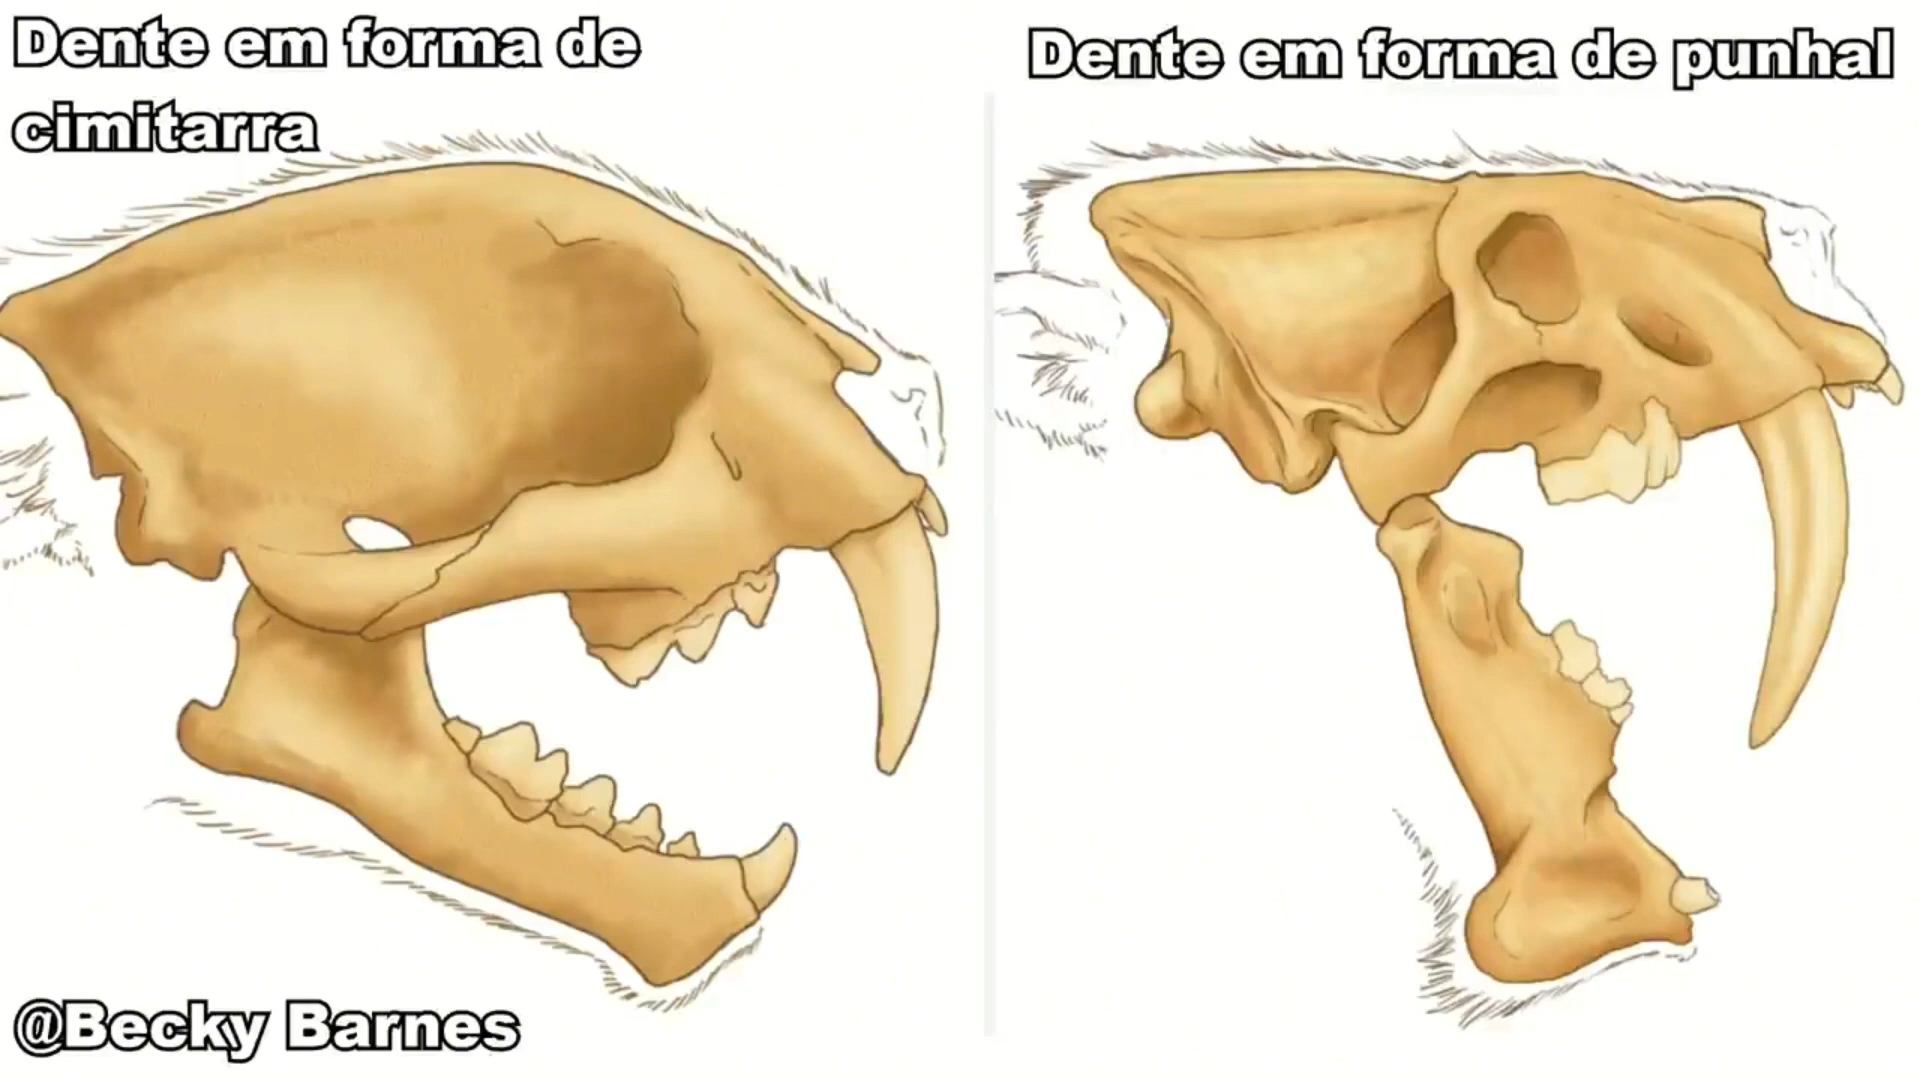 Dente em forma de
cimitarra
Dente em forma de punhal
@Becky Barnes